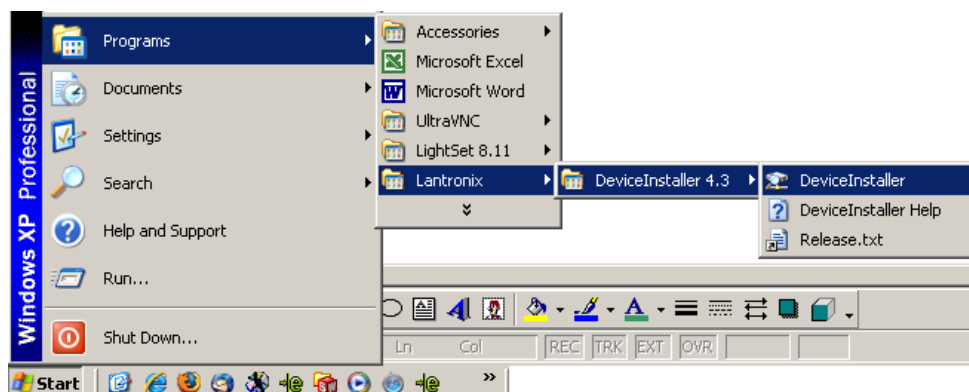 Windows XP Professional
Programs
Documents
Settings
Search
Help and Support
Run...
Shut Down...
Accessories
Microsoft Excel
Microsoft Word
UltraVNC
LightSet 8.11
Lantronix
DeviceInstaller 4.3
DeviceInstaller
DeviceInstaller Help
Release.txt
Ln Col REC TRK EXT OVR
Start